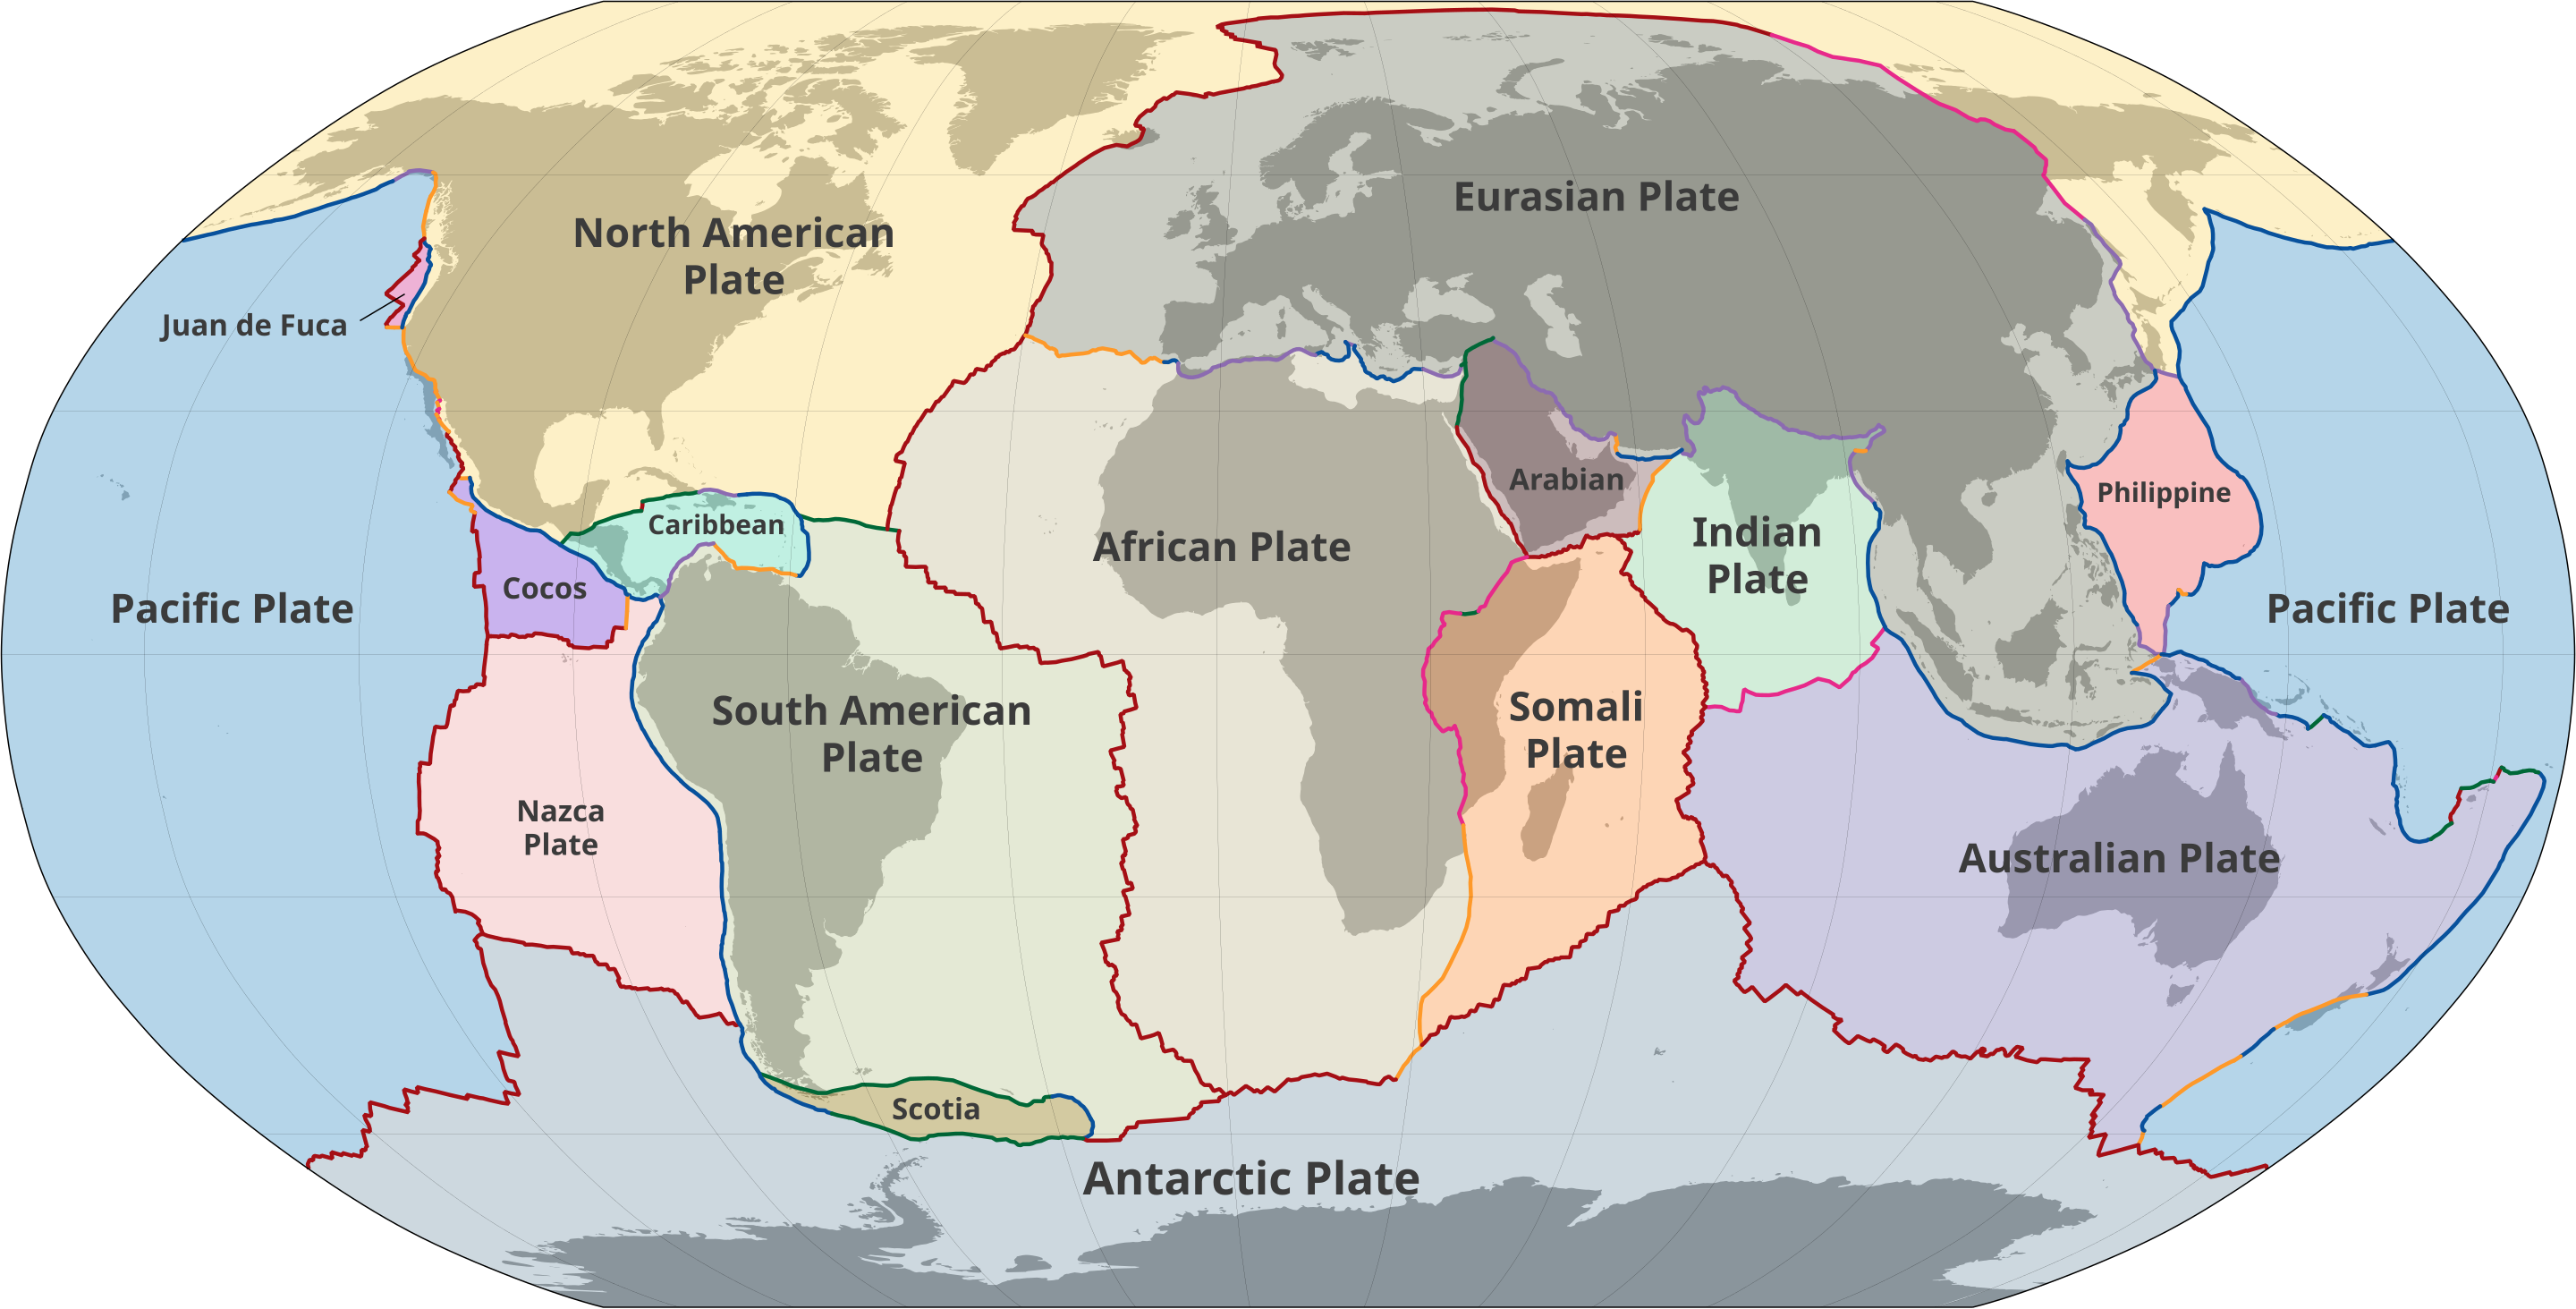 Eurasian Plate
North American
Plate
Juan de Fuca
Arabian
Philippine
Caribbean
African Plate
Indian
Plate
Cocos
Pacific Plate
Pacific Plate
South American
Plate
Somali
Plate
Nazca
Plate
Australian Plate
Scotia
Antarctic Plate